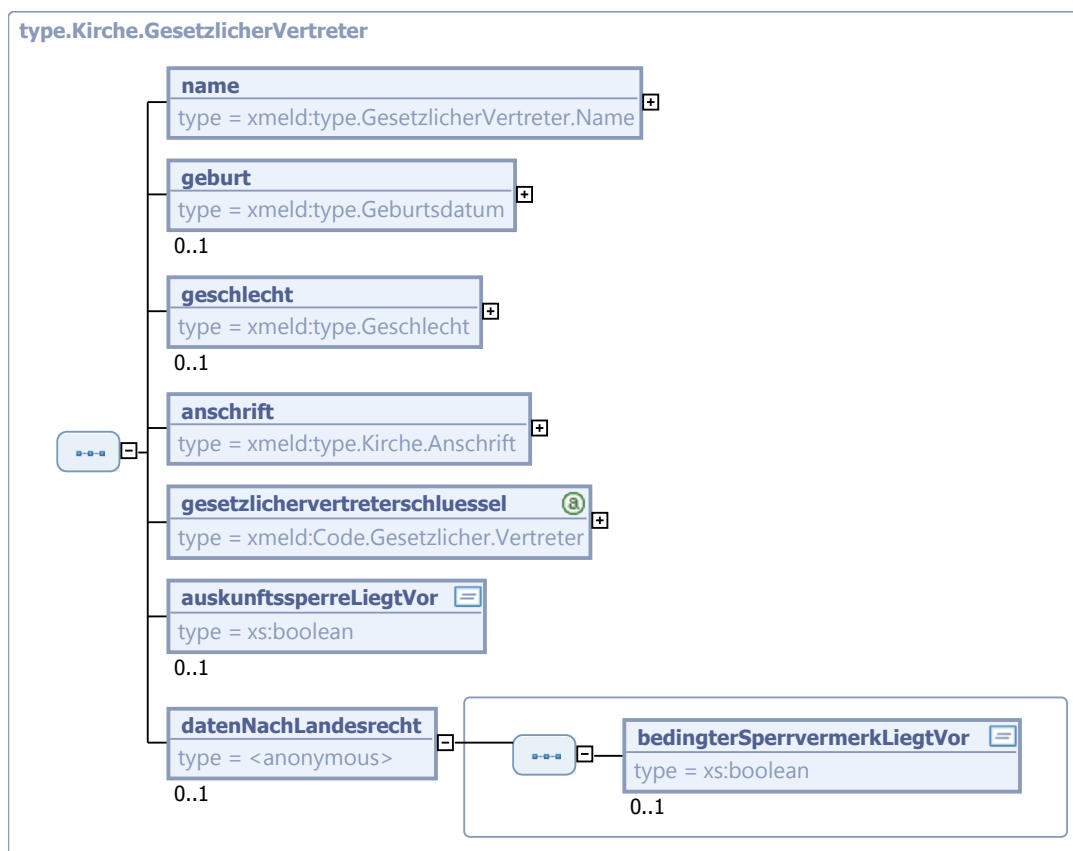 type.Kirche.GesetzlicherVertreter
name
type = xmeld:type.GesetzlicherVertreter.Name
geburt
type = xmeld:type.Geburtsdatum
0..1
geschlecht
type = xmeld:type.Geschlecht
0..1
anschrift
type = xmeld:type.Kirche.Anschrift
gesetzlichervertreterschluessel
type = xmeld:Code.Gesetzlicher.Vertreter
auskunftssperreLiegtVor
type = xs:boolean
0..1
datenNachLandesrecht
type = <anonymous>
0..1
bedingterSperrvermerkLiegtVor
type = xs:boolean
0..1